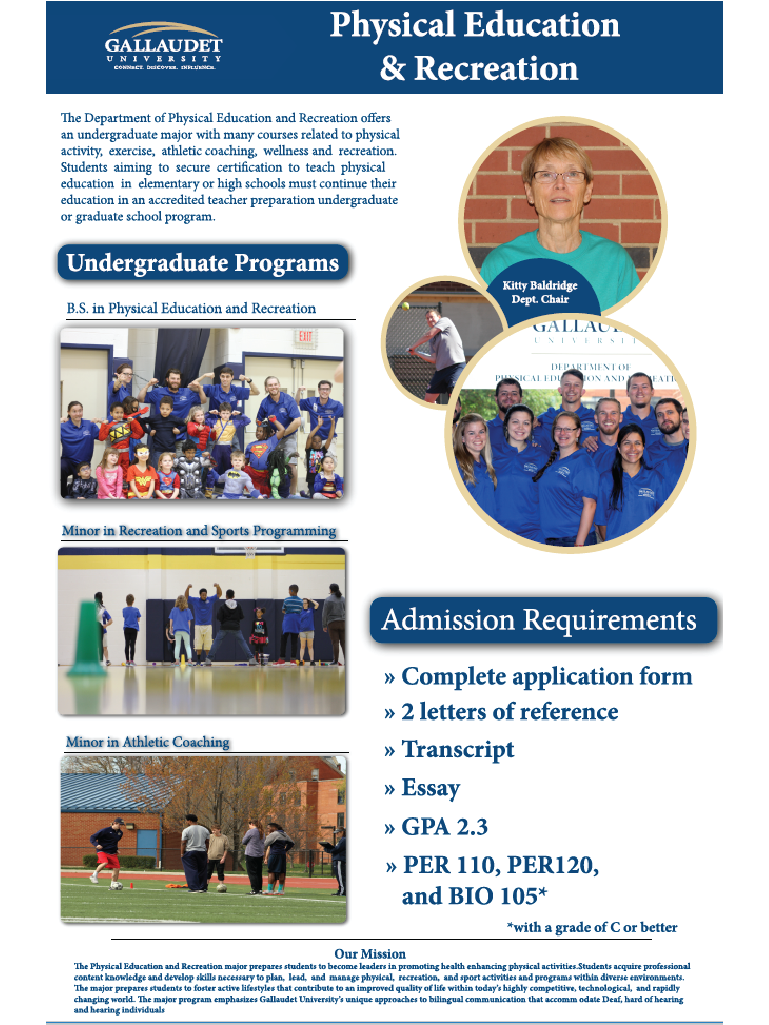 GALLAUDET
UNIVERSITY
CONNECT. DISCOVER. INFLUENCE.
Physical Education
& Recreation
The Department of Physical Education and Recreation offers
an undergraduate major with many courses related to physical
activity, exercise, athletic coaching, wellness and recreation.
Students aiming to secure certification to teach physical
education in elementary or high schools must continue their
education in an accredited teacher preparation undergraduate
or graduate school program.
Kitty Baldridge
Dept. Chair
Undergraduate Programs
B.S. in Physical Education and Recreation
EXIT
GALLAU
UNIVERSIT
DEPARTMENT OF
PHYSICAL EDUCATION AND
Minor in Recreation and Sports Programming
Minor in Athletic Coaching
Admission Requirements
» Complete application form
» 2 letters of reference
» Transcript
» Essay
» GPA 2.3
» PER 110, PER120,
and BIO 105*
*with a grade of C or better
Our Mission
The Physical Education and Recreation major prepares students to become leaders in promoting health enhancing physical activities.Students acquire professional
content knowledge and develop skills necessary to plan, lead, and manage physical, recreation, and sport activities and programs within diverse environments.
The major prepares students to foster active lifestyles that contribute to an improved quality of life within today's highly competitive, technological, and rapidly
changing world. The major program emphasizes Gallaudet University's unique approaches to bilingual communication that accomm odate Deaf, hard of hearing
and hearing individuals